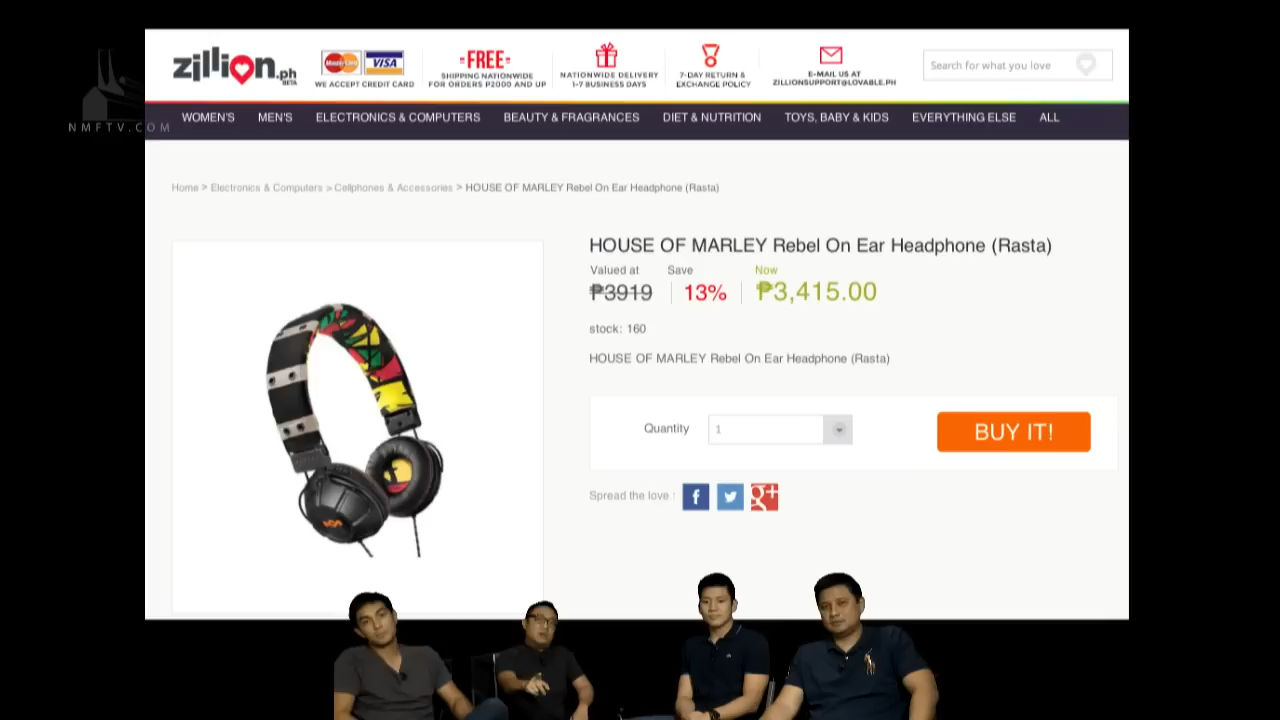 zillion.ph
BETA
MasterCard VISA
WE ACCEPT CREDIT CARD
FREE
SHIPPING NATIONWIDE
FOR ORDERS P2000 AND UP
NATIONWIDE DELIVERY
1-7 BUSINESS DAYS
7-DAY RETURN &
EXCHANGE POLICY
E-MAIL US AT
ZILLIONSUPPORT@LOVABLE.PH
Search for what you love
NMFTV.COM
WOMEN'S MEN'S ELECTRONICS & COMPUTERS BEAUTY & FRAGRANCES DIET & NUTRITION TOYS, BABY & KIDS EVERYTHING ELSE ALL
Home > Electronics & Computers > Cellphones & Accessories > HOUSE OF MARLEY Rebel On Ear Headphone (Rasta)
HOUSE OF MARLEY Rebel On Ear Headphone (Rasta)
Valued at Save Now
₱3919 13% ₱3,415.00
stock: 160
HOUSE OF MARLEY Rebel On Ear Headphone (Rasta)
Quantity 1 BUY IT!
Spread the love : f g+